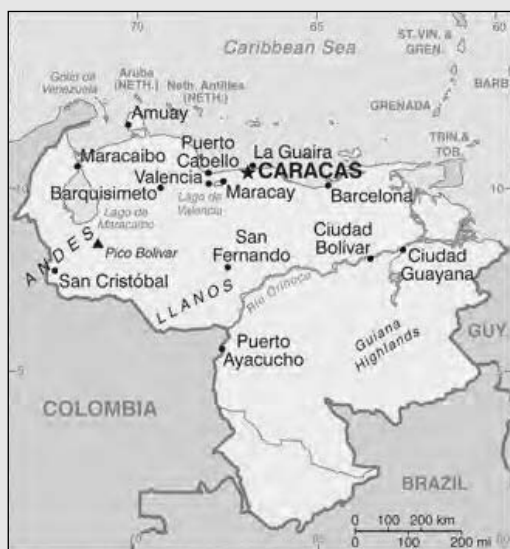 70
65
60
Caribbean Sea
ST. VIN. &
GREN.
Golfo de
Venezuela
Aruba
(NETH.)
Neth. Antilles
(NETH.)
BARB
GRENADA
Amuay
TRIN. &
TOB.
Puerto
Cabello
La Guaira
Maracaibo
CARACAS
Valencia
10
Barquisimeto
Maracay
Barcelona
Lago de
Maracaibo
Lago de
Valencia
ANDES
Pico Bolívar
San
Fernando
Ciudad
Bolívar
Ciudad
Guayana
San Cristóbal
LLANOS
Río Orinoco
Puerto
Ayacucho
Guiana
Highlands
GUY.
5
COLOMBIA
BRAZIL
0 100 200 km
0 100 200 mi